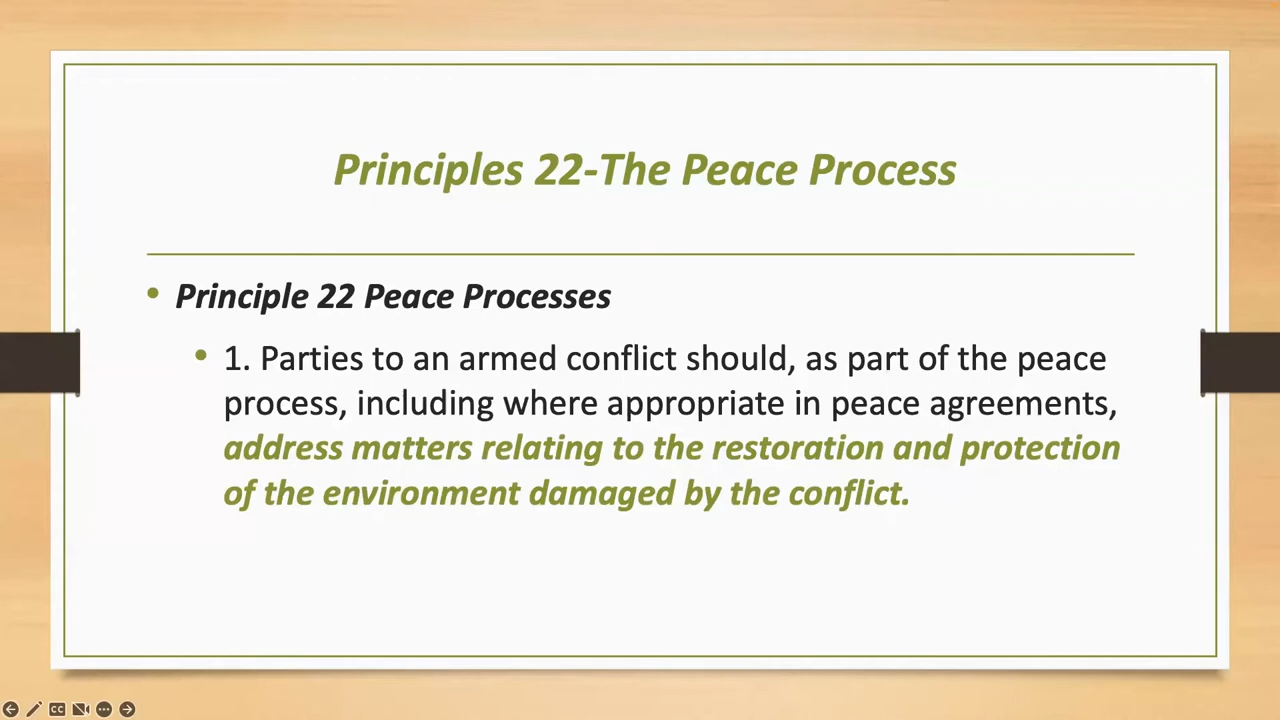 Principles 22-The Peace Process
• Principle 22 Peace Processes
• 1. Parties to an armed conflict should, as part of the peace
process, including where appropriate in peace agreements,
address matters relating to the restoration and protection
of the environment damaged by the conflict.
CC